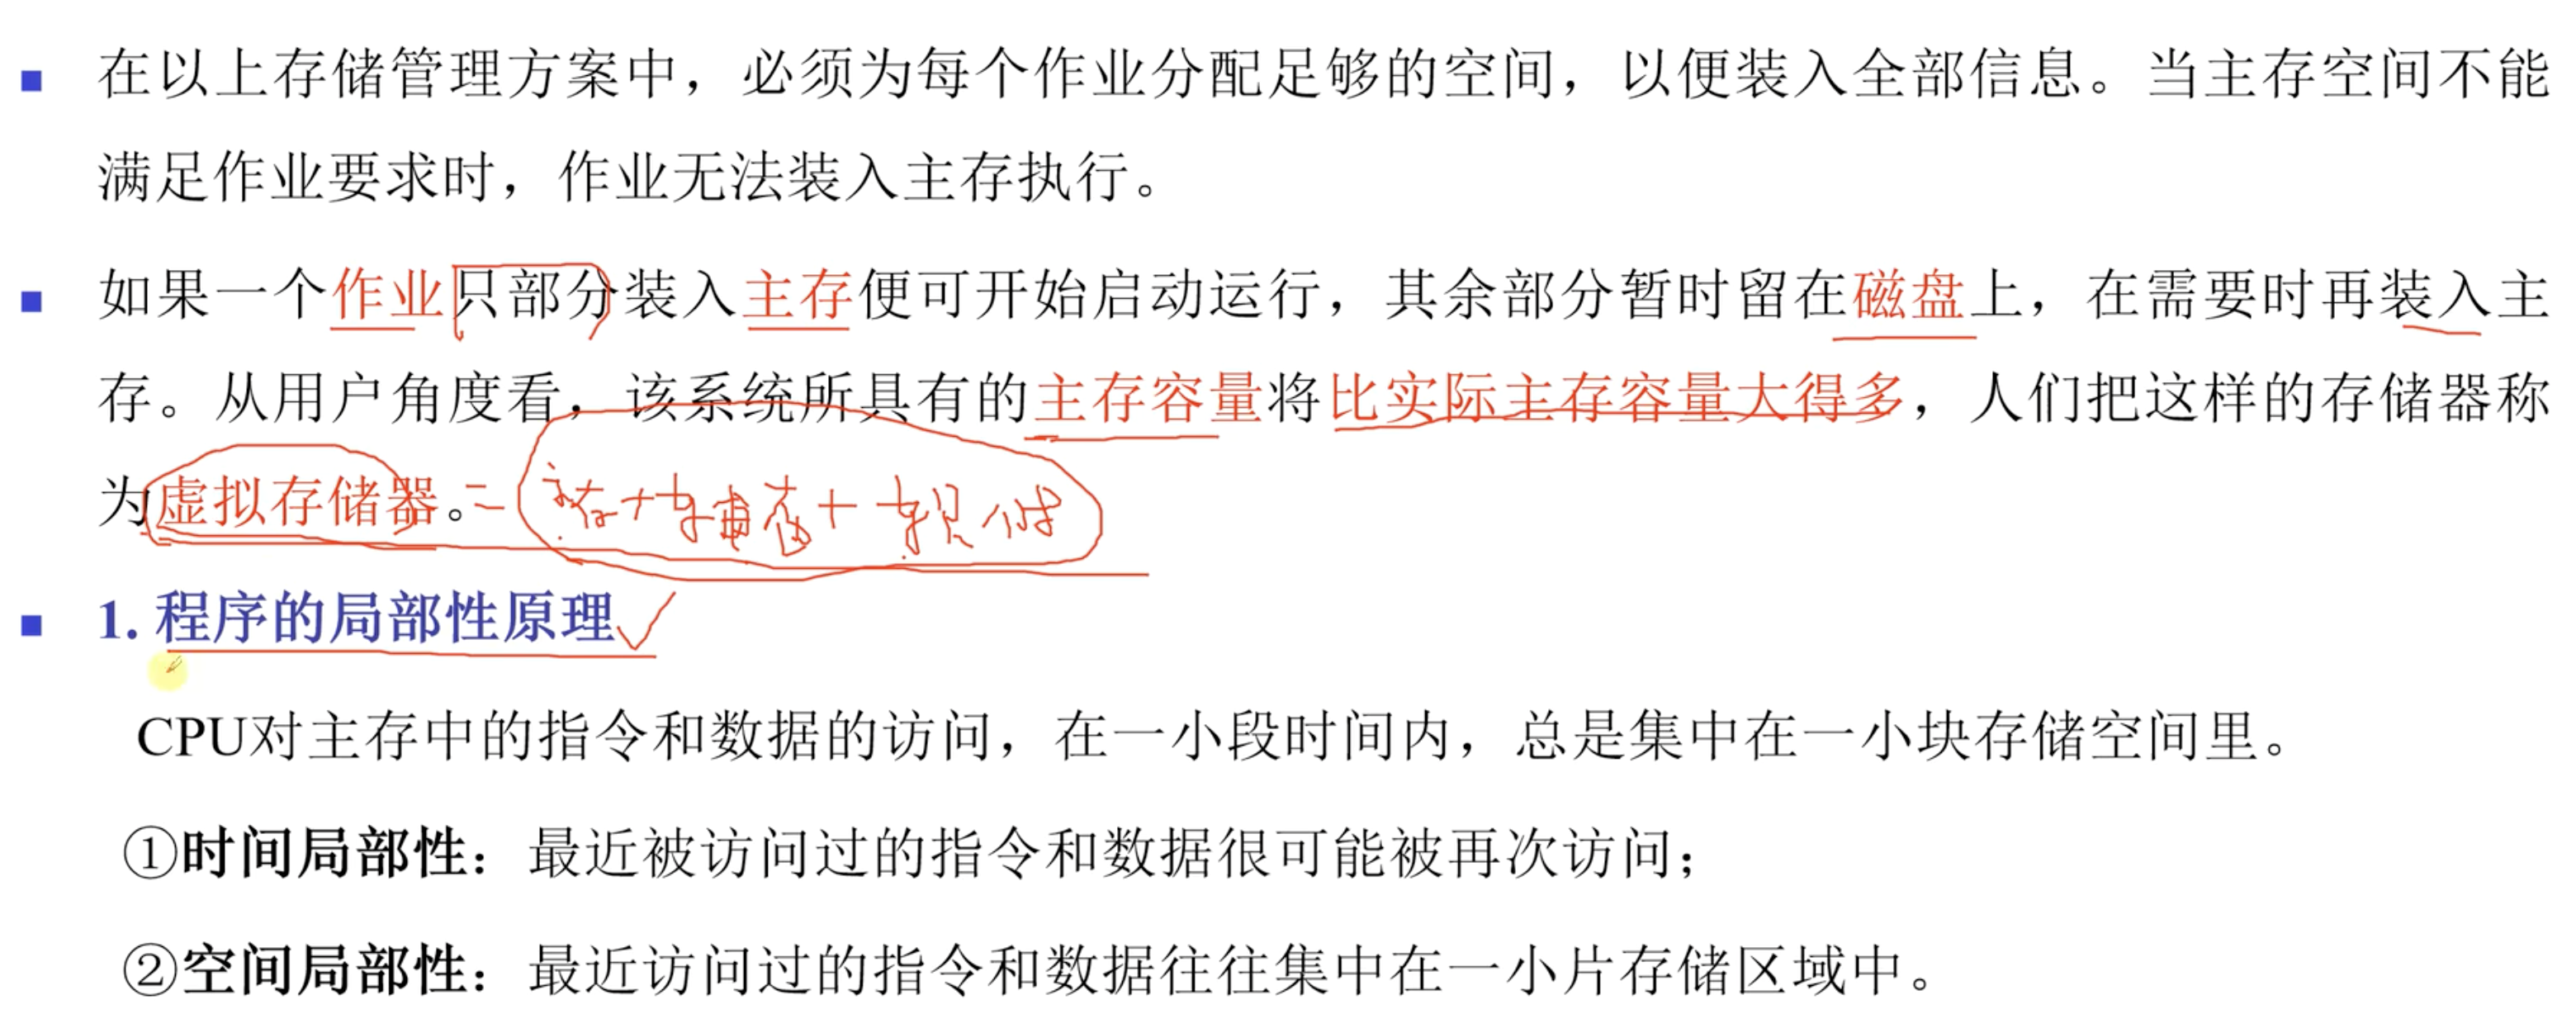 在以上存储管理方案中，必须为每个作业分配足够的空间，以便装入全部信息。当主存空间不能
满足作业要求时，作业无法装入主存执行。
如果一个作业只部分装入主存便可开始启动运行，其余部分暂时留在磁盘上，在需要时再装入主
存。从用户角度看，该系统所具有的主存容量将比实际主存容量大得多，人们把这样的存储器称
为虚拟存储器。= 主存+辅存+
1. 程序的局部性原理
CPU对主存中的指令和数据的访问，在一小段时间内，总是集中在一小块存储空间里。
①时间局部性：最近被访问过的指令和数据很可能被再次访问；
②空间局部性：最近访问过的指令和数据往往集中在一小片存储区域中。